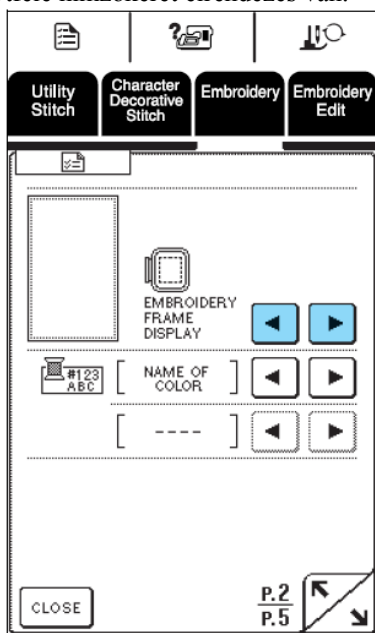 ?
Utility
Stitch
Character
Decorative
Stitch
Embroidery
Embroidery
Edit
EMBROIDERY
FRAME
DISPLAY
#123
ABC
[ NAME OF
COLOR ]
[ ---- ]
CLOSE
P.2
P.5